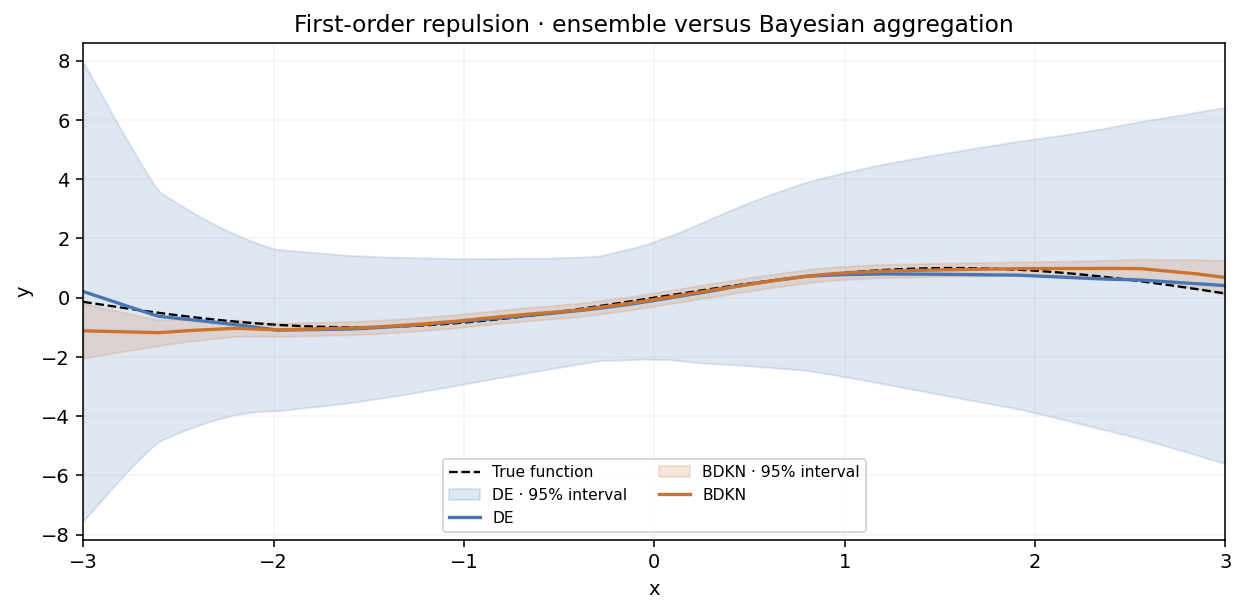 First-order repulsion · ensemble versus Bayesian aggregation
8
6
4
2
0
−2
−4
−6
−8
y
True function
DE · 95% interval
DE
BDKN · 95% interval
BDKN
−3
−2
−1
0
1
2
3
x